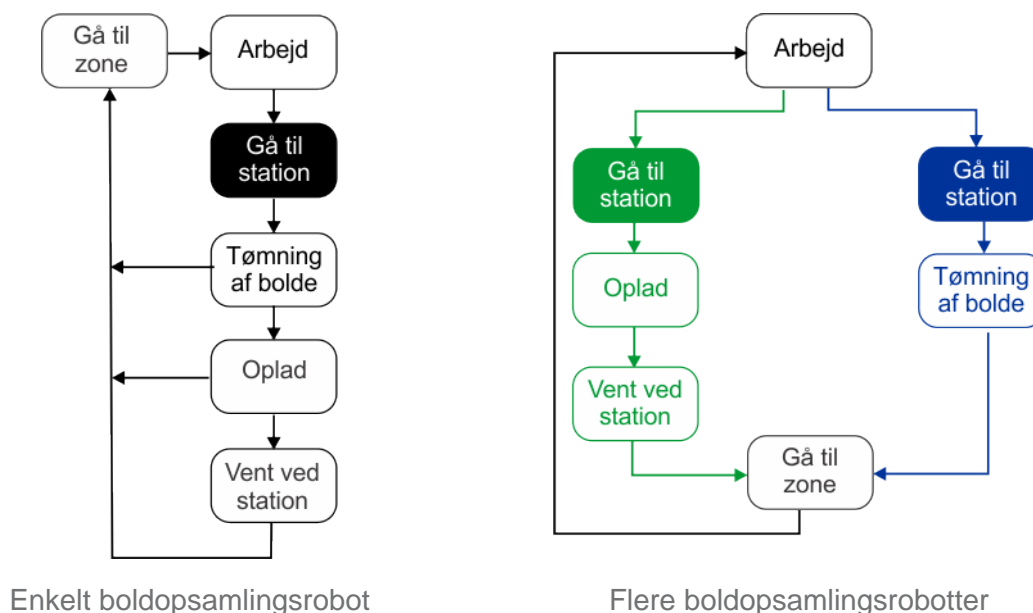 Gå til
zone
Arbejd
Gå til
station
Tømning
af bolde
Oplad
Vent ved
station
Enkelt boldopsamlingsrobot
Arbejd
Gå til
station
Oplad
Vent ved
station
Gå til
station
Tømning
af bolde
Gå til
zone
Flere boldopsamlingsrobotter